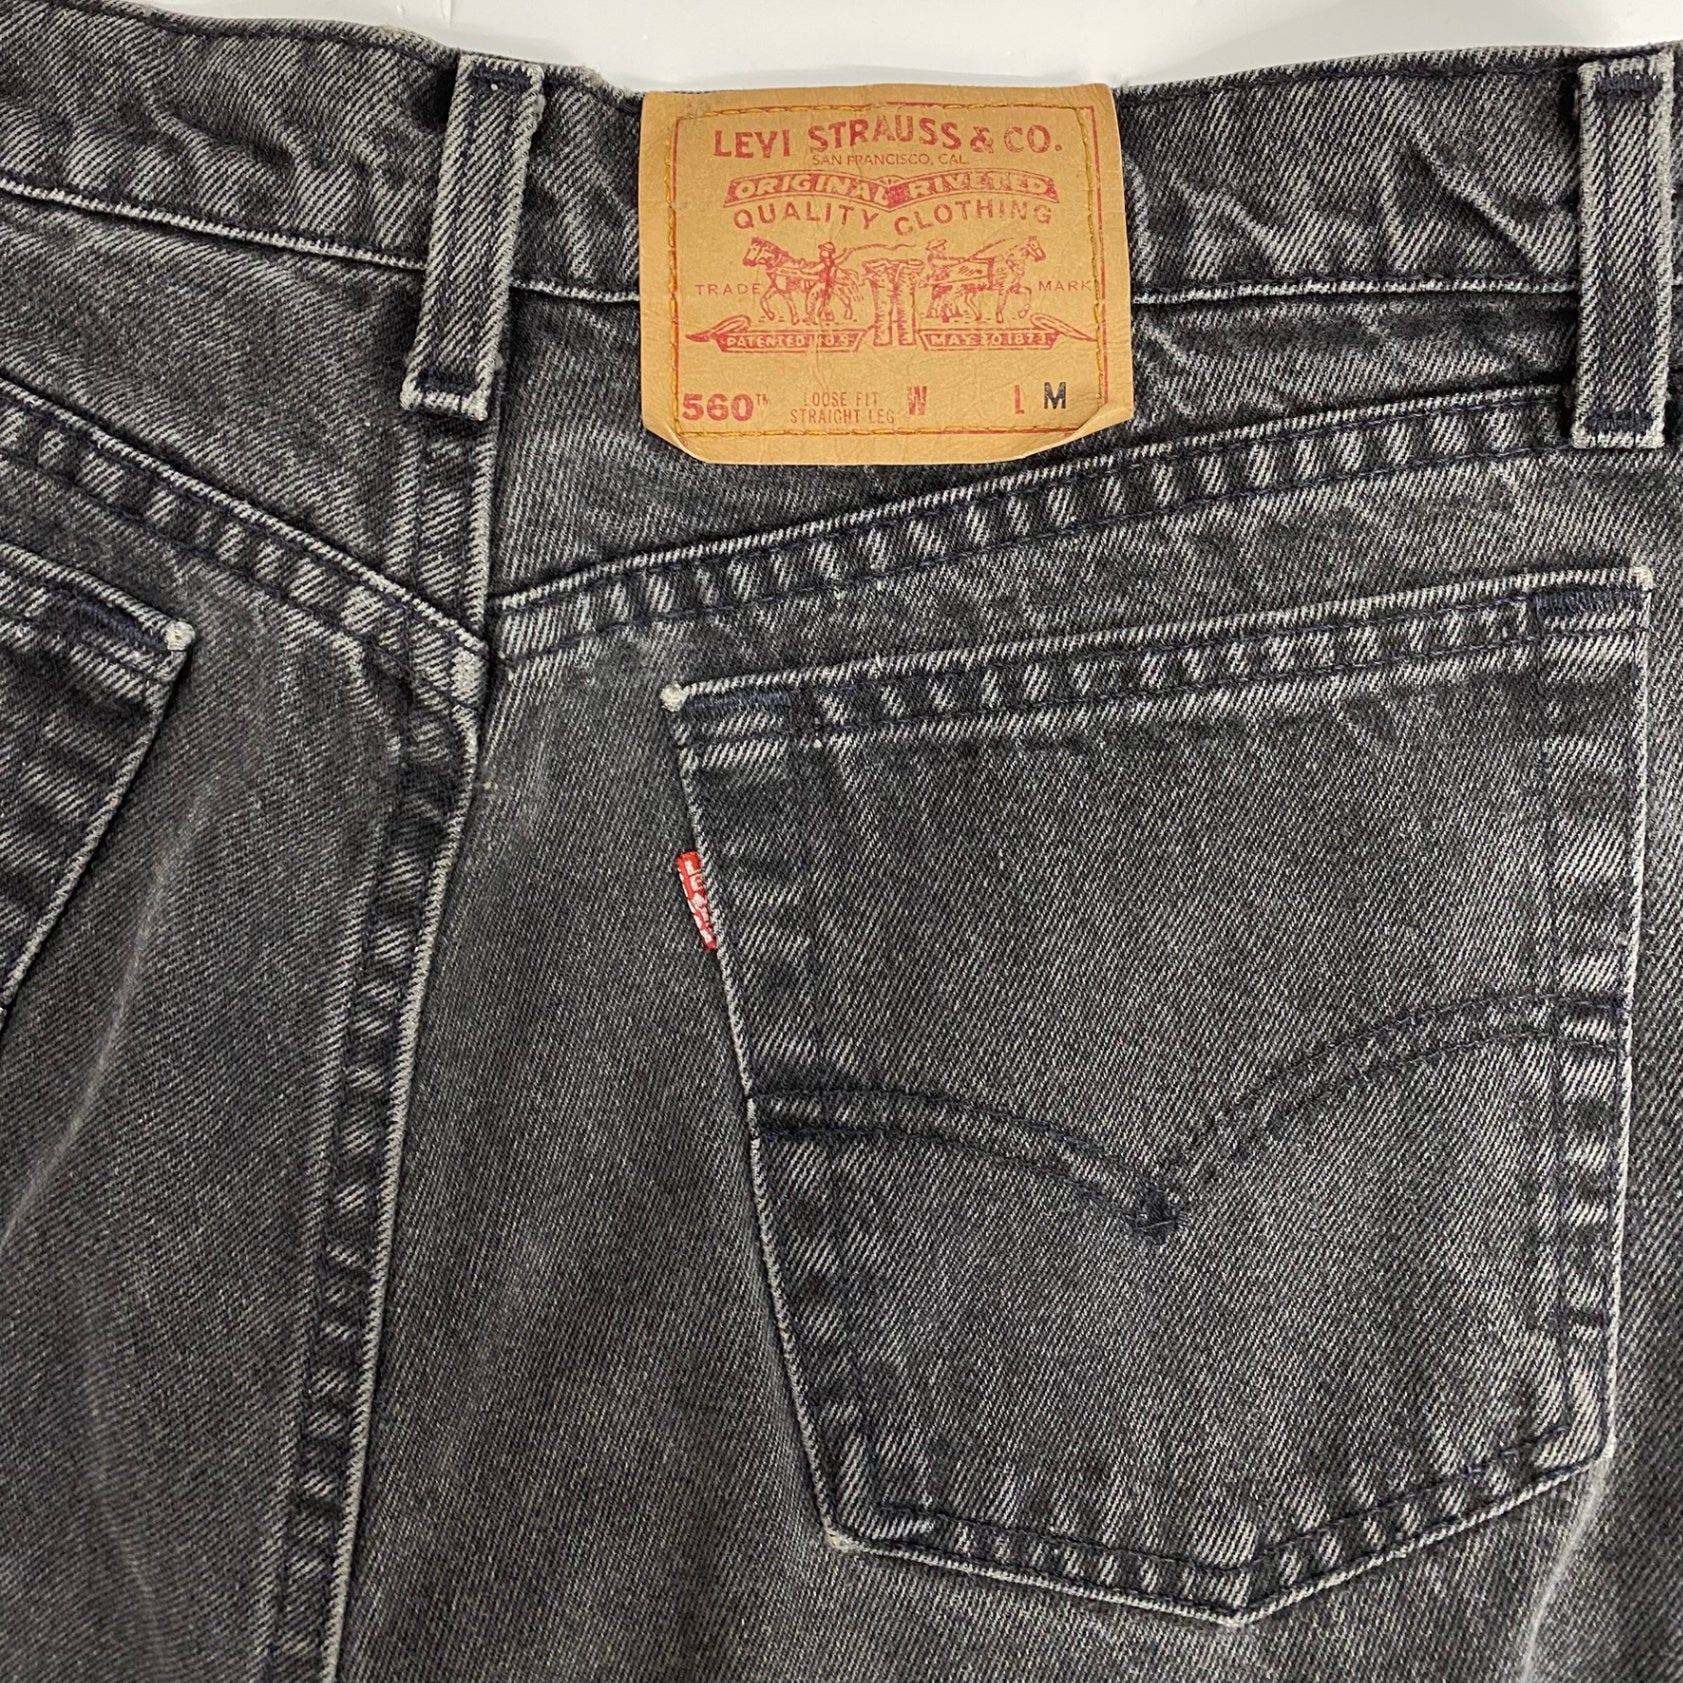 LEVI STRAUSS & CO.
SAN FRANCISCO, CAL.
ORIGINAL RIVETED
QUALITY CLOTHING
TRADE MARK
PATENTED U.S. MAY 20 1873
560™ LOOSE FIT STRAIGHT LEG W L M
LEVI'S